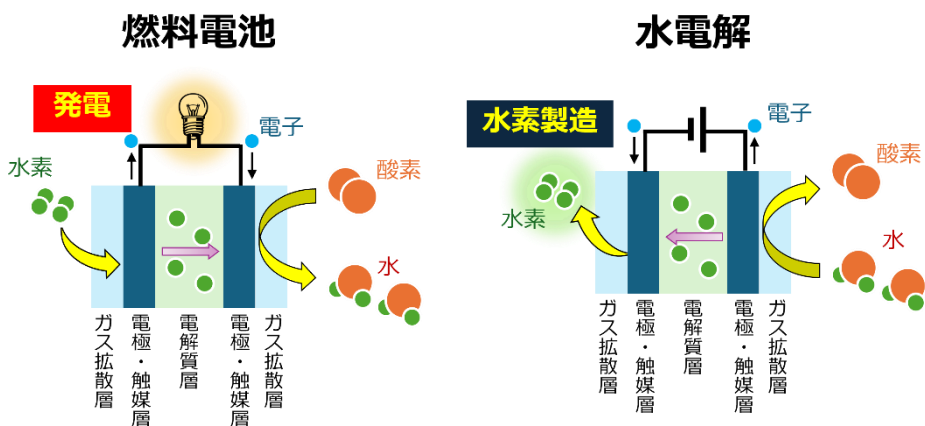 燃料電池
発電
電子
水素
酸素
水
ガス拡散層
電極・触媒層
電解質層
電極・触媒層
ガス拡散層
水電解
水素製造
電子
酸素
水素
水
ガス拡散層
電極・触媒層
電解質層
電極・触媒層
ガス拡散層